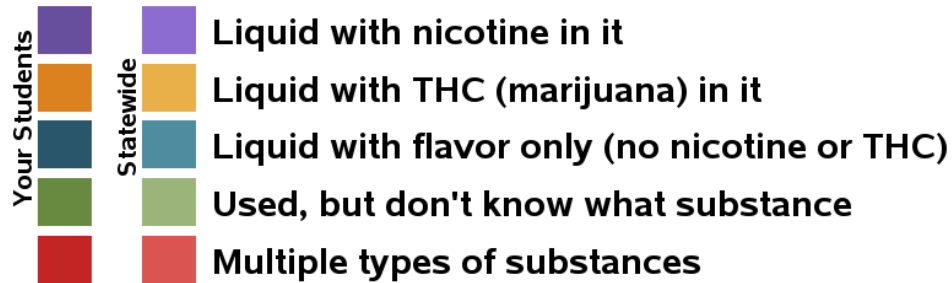 Your Students
Statewide
Liquid with nicotine in it
Liquid with THC (marijuana) in it
Liquid with flavor only (no nicotine or THC)
Used, but don't know what substance
Multiple types of substances